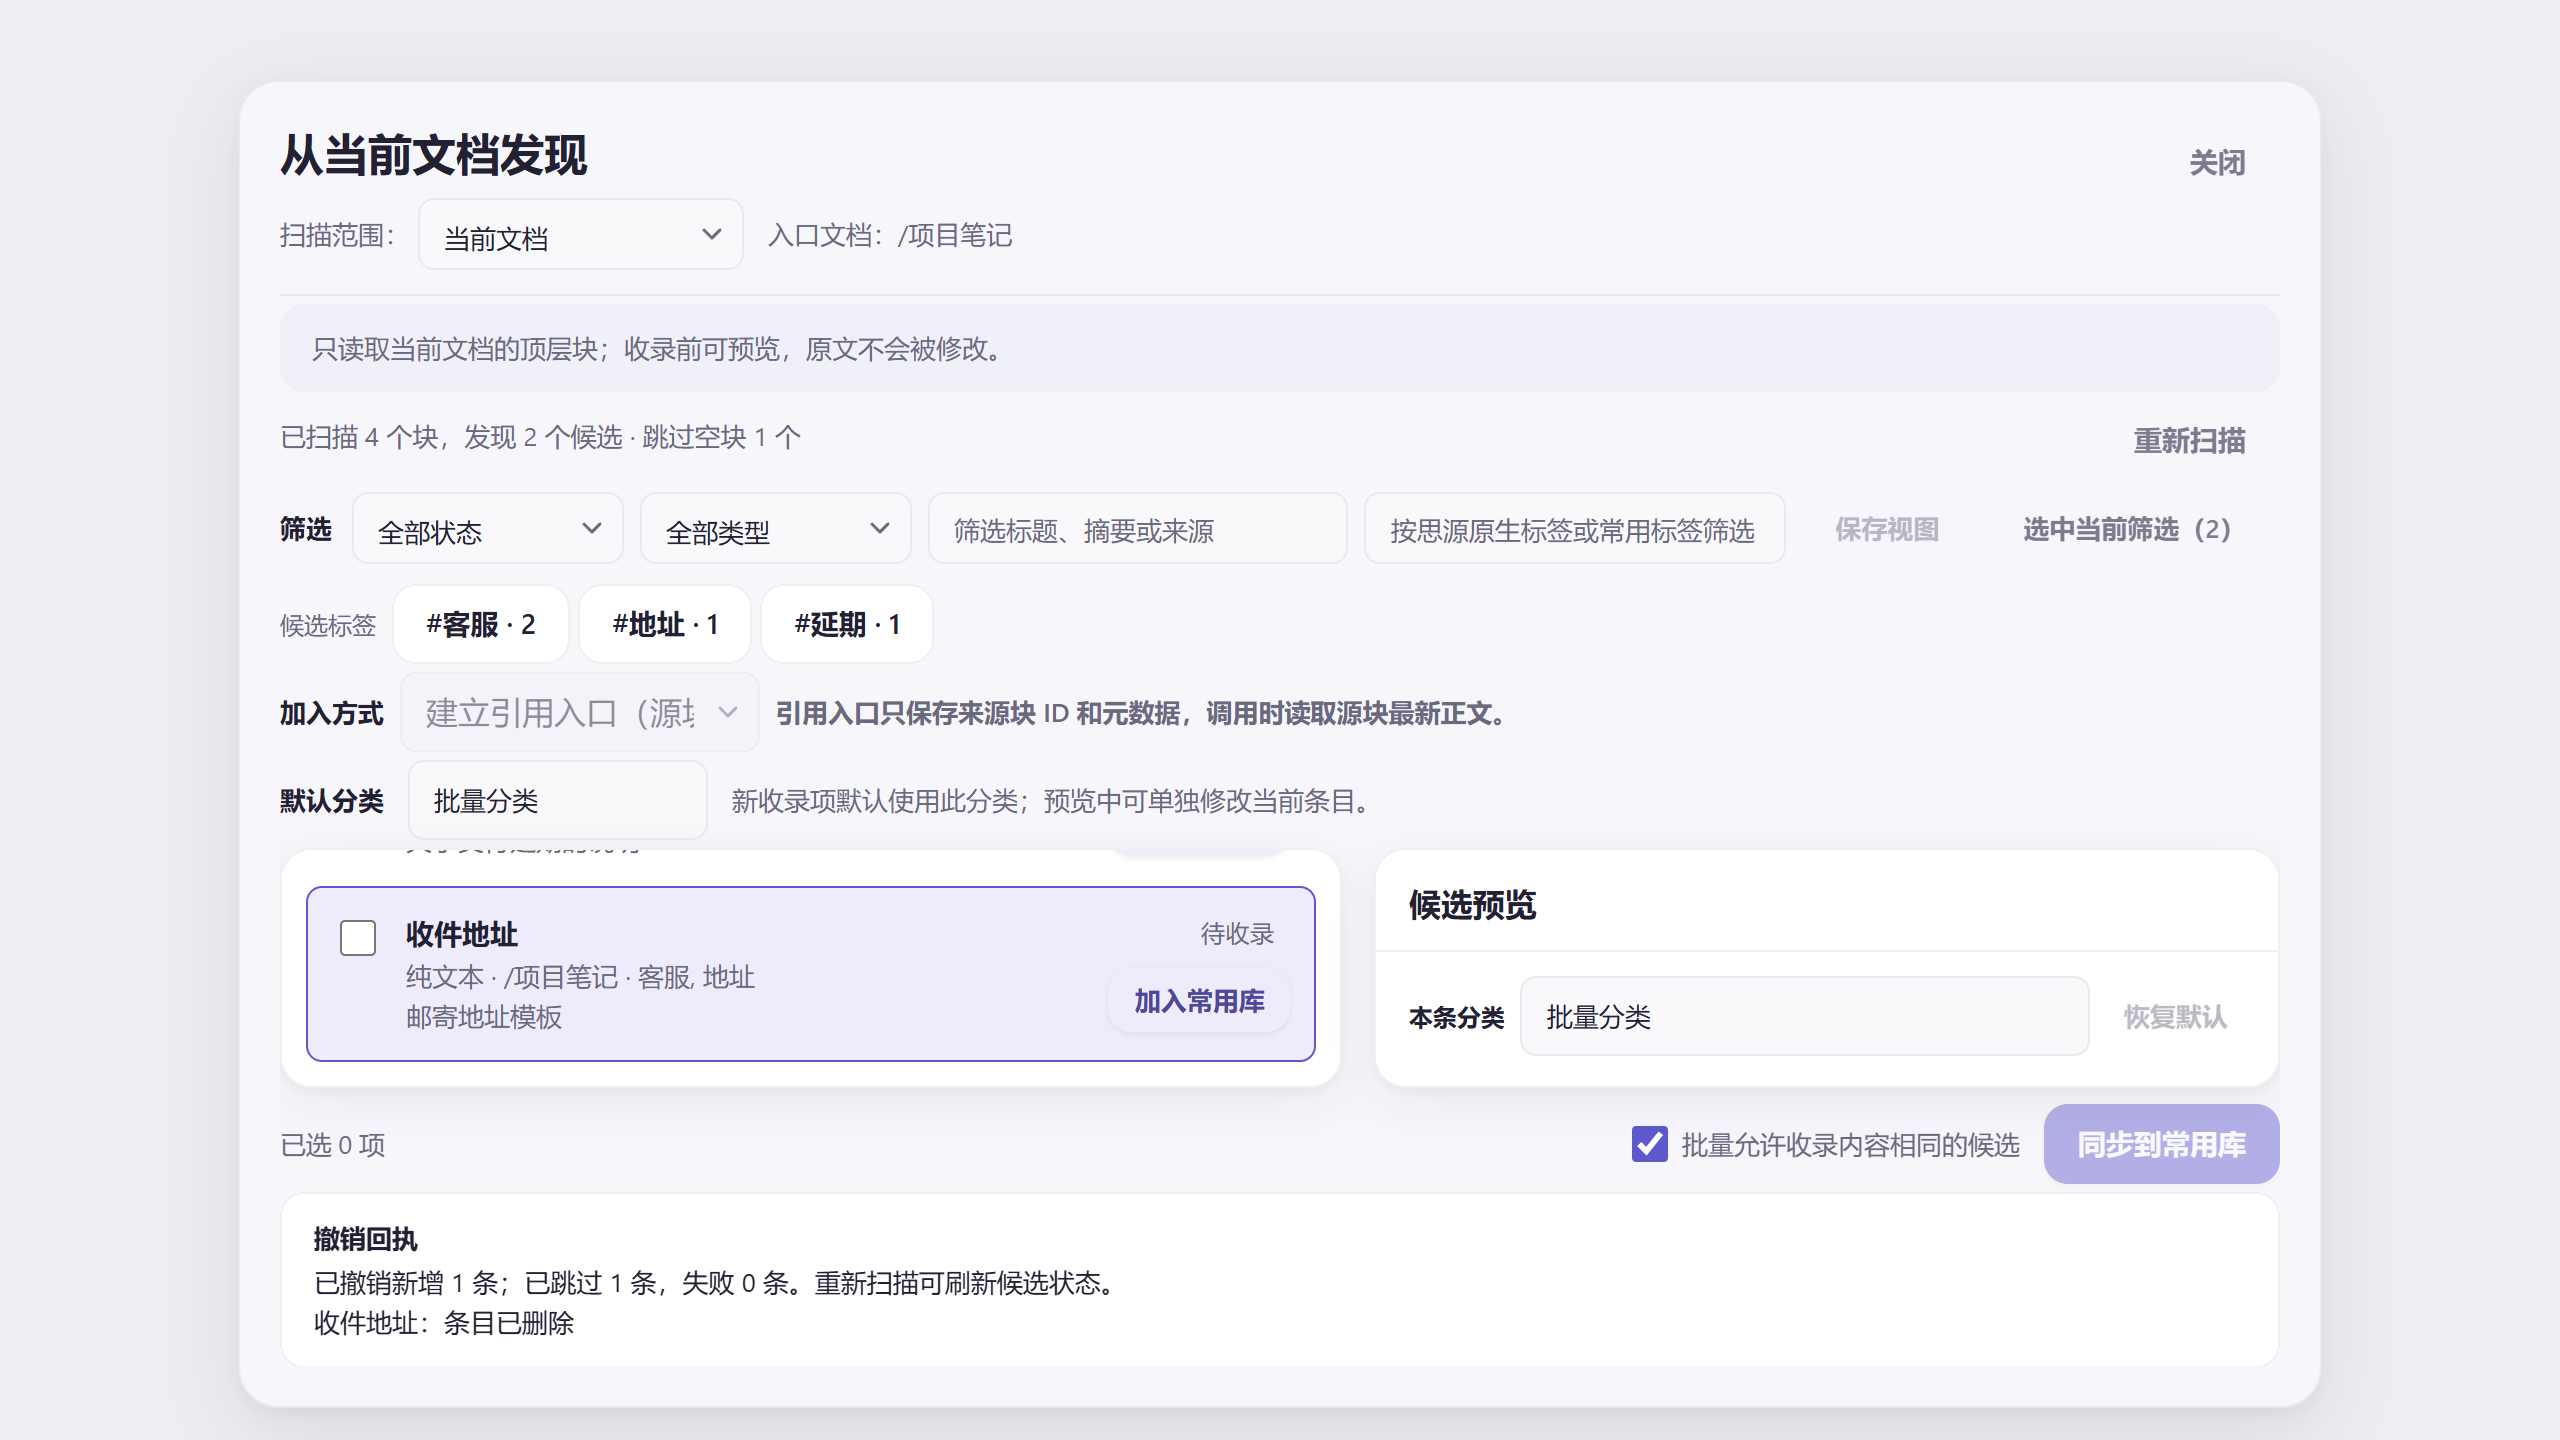 从当前文档发现
关闭
扫描范围：
当前文档
入口文档：/项目笔记
只读取当前文档的顶层块；收录前可预览，原文不会被修改。
已扫描 4 个块，发现 2 个候选 · 跳过空块 1 个
重新扫描
筛选
全部状态
全部类型
筛选标题、摘要或来源
按思源原生标签或常用标签筛选
保存视图
选中当前筛选（2）
候选标签
#客服 · 2
#地址 · 1
#延期 · 1
加入方式
建立引用入口（源
引用入口只保存来源块 ID 和元数据，调用时读取源块最新正文。
默认分类
批量分类
新收录项默认使用此分类；预览中可单独修改当前条目。
收件地址
待收录
纯文本 · /项目笔记 · 客服, 地址
邮寄地址模板
加入常用库
候选预览
本条分类
批量分类
恢复默认
已选 0 项
批量允许收录内容相同的候选
同步到常用库
撤销回执
已撤销新增 1 条；已跳过 1 条，失败 0 条。重新扫描可刷新候选状态。
收件地址：条目已删除